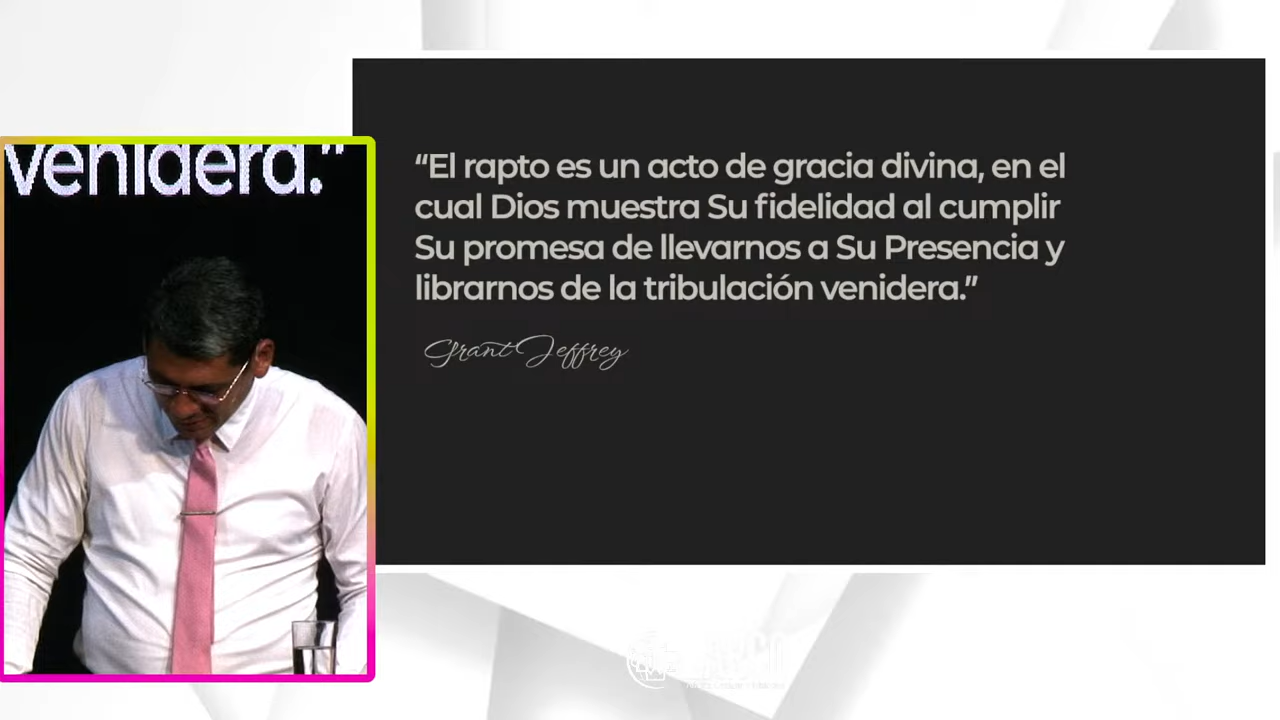 venidera.”
“El rapto es un acto de gracia divina, en el
cual Dios muestra Su fidelidad al cumplir
Su promesa de llevarnos a Su Presencia y
librarnos de la tribulación venidera.”
Grant Jeffrey